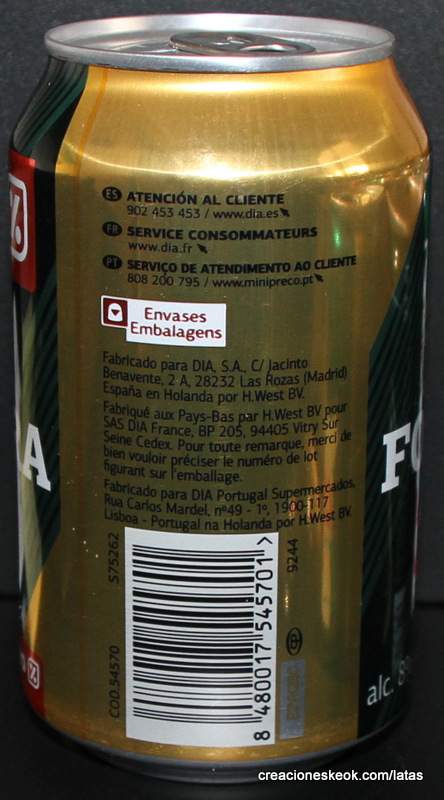 ES ATENCIÓN AL CLIENTE
902 453 453 / www.dia.es
FR SERVICE CONSOMMATEURS
www.dia.fr
PT SERVIÇO DE ATENDIMENTO AO CLIENTE
808 200 795 / www.minipreco.pt
Envases
Embalagens
Fabricado para DIA, S.A., C/ Jacinto
Benavente, 2 A, 28232 Las Rozas (Madrid)
España en Holanda por H.West BV.
Fabriqué aux Pays-Bas par H.West BV pour
SAS DIA France, BP 205, 94405 Vitry Sur
Seine Cedex. Pour toute remarque, merci de
bien vouloir préciser le numéro de lot
figurant sur l'emballage.
Fabricado para DIA Portugal Supermercados,
Rua Carlos Mardel, nº49 - 1º, 1900-117
Lisboa - Portugal na Holanda por H.West BV.
COD.54570 575262
8 480017 545701 >
9244
%
A
FO
alc. 8
%
creacioneskeok.com/latas